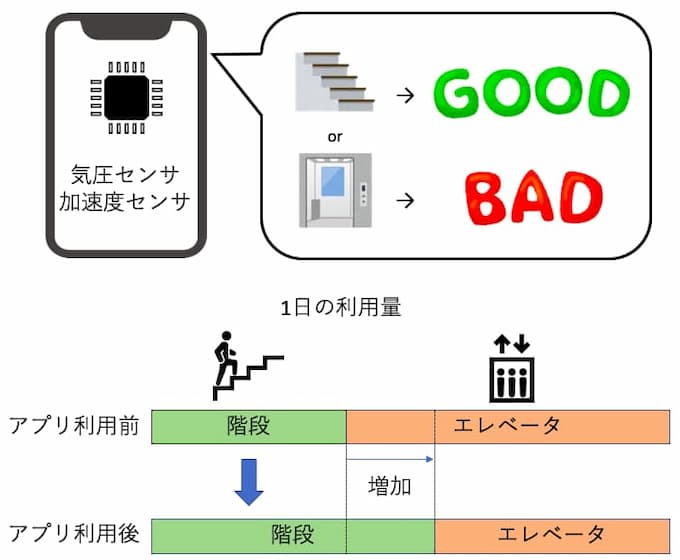 気圧センサ
加速度センサ
→ GOOD
or
→ BAD
1日の利用量
アプリ利用前 階段 エレベータ
増加
アプリ利用後 階段 エレベータ